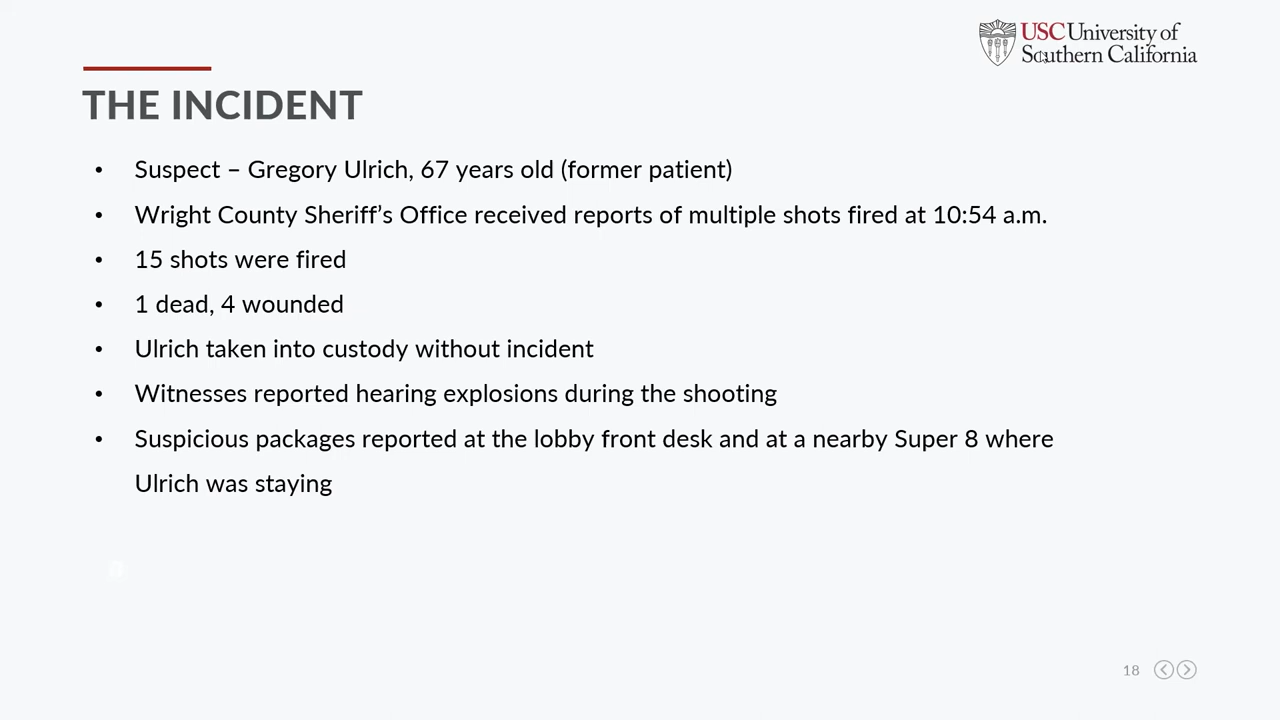 USC University of
Southern California
THE INCIDENT
• Suspect – Gregory Ulrich, 67 years old (former patient)
• Wright County Sheriff’s Office received reports of multiple shots fired at 10:54 a.m.
• 15 shots were fired
• 1 dead, 4 wounded
• Ulrich taken into custody without incident
• Witnesses reported hearing explosions during the shooting
• Suspicious packages reported at the lobby front desk and at a nearby Super 8 where
Ulrich was staying
18